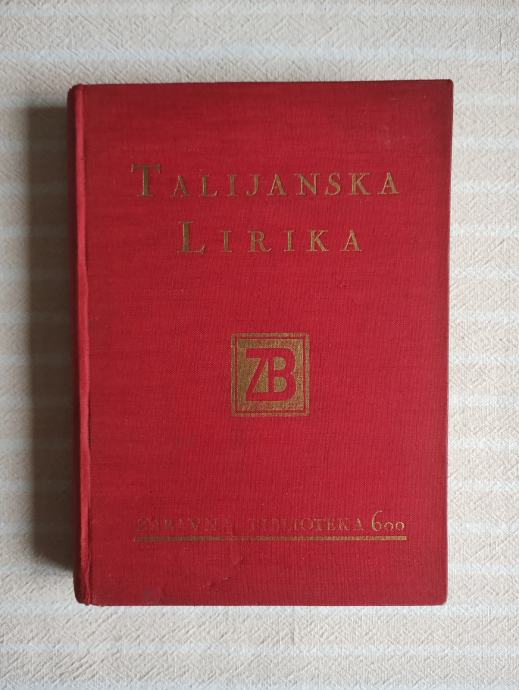 TALIJANSKA
LIRIKA
ZB
ZABAVNA BIBLIOTEKA 600